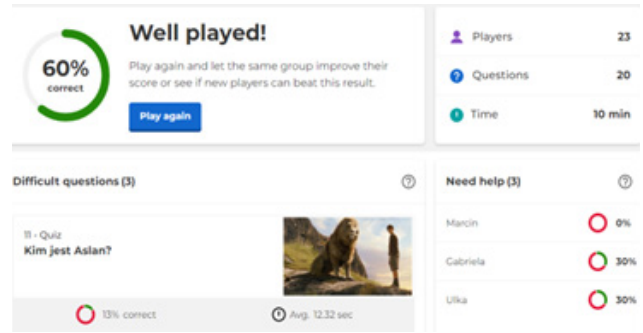 60%
correct
Well played!
Play again and let the same group improve their
score or see if new players can beat this result.
Play again
Players 23
Questions 20
Time 10 min
Difficult questions (3)
11 - Quiz
Kim jest Aslan?
13% correct
Avg. 12.32 sec
Need help (3)
Marcin 0%
Gabriela 30%
Ulka 30%